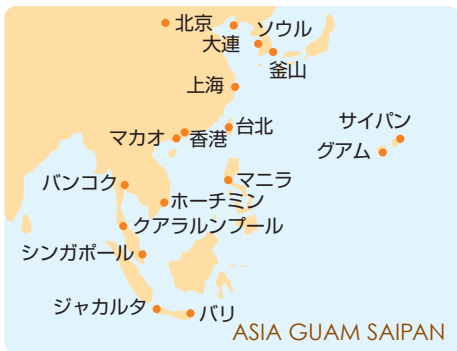 北京
ソウル
大連
釜山
上海
台北
香港
マカオ
サイパン
グアム
バンコク
マニラ
ホーチミン
クアラルンプール
シンガポール
ジャカルタ
バリ
ASIA GUAM SAIPAN